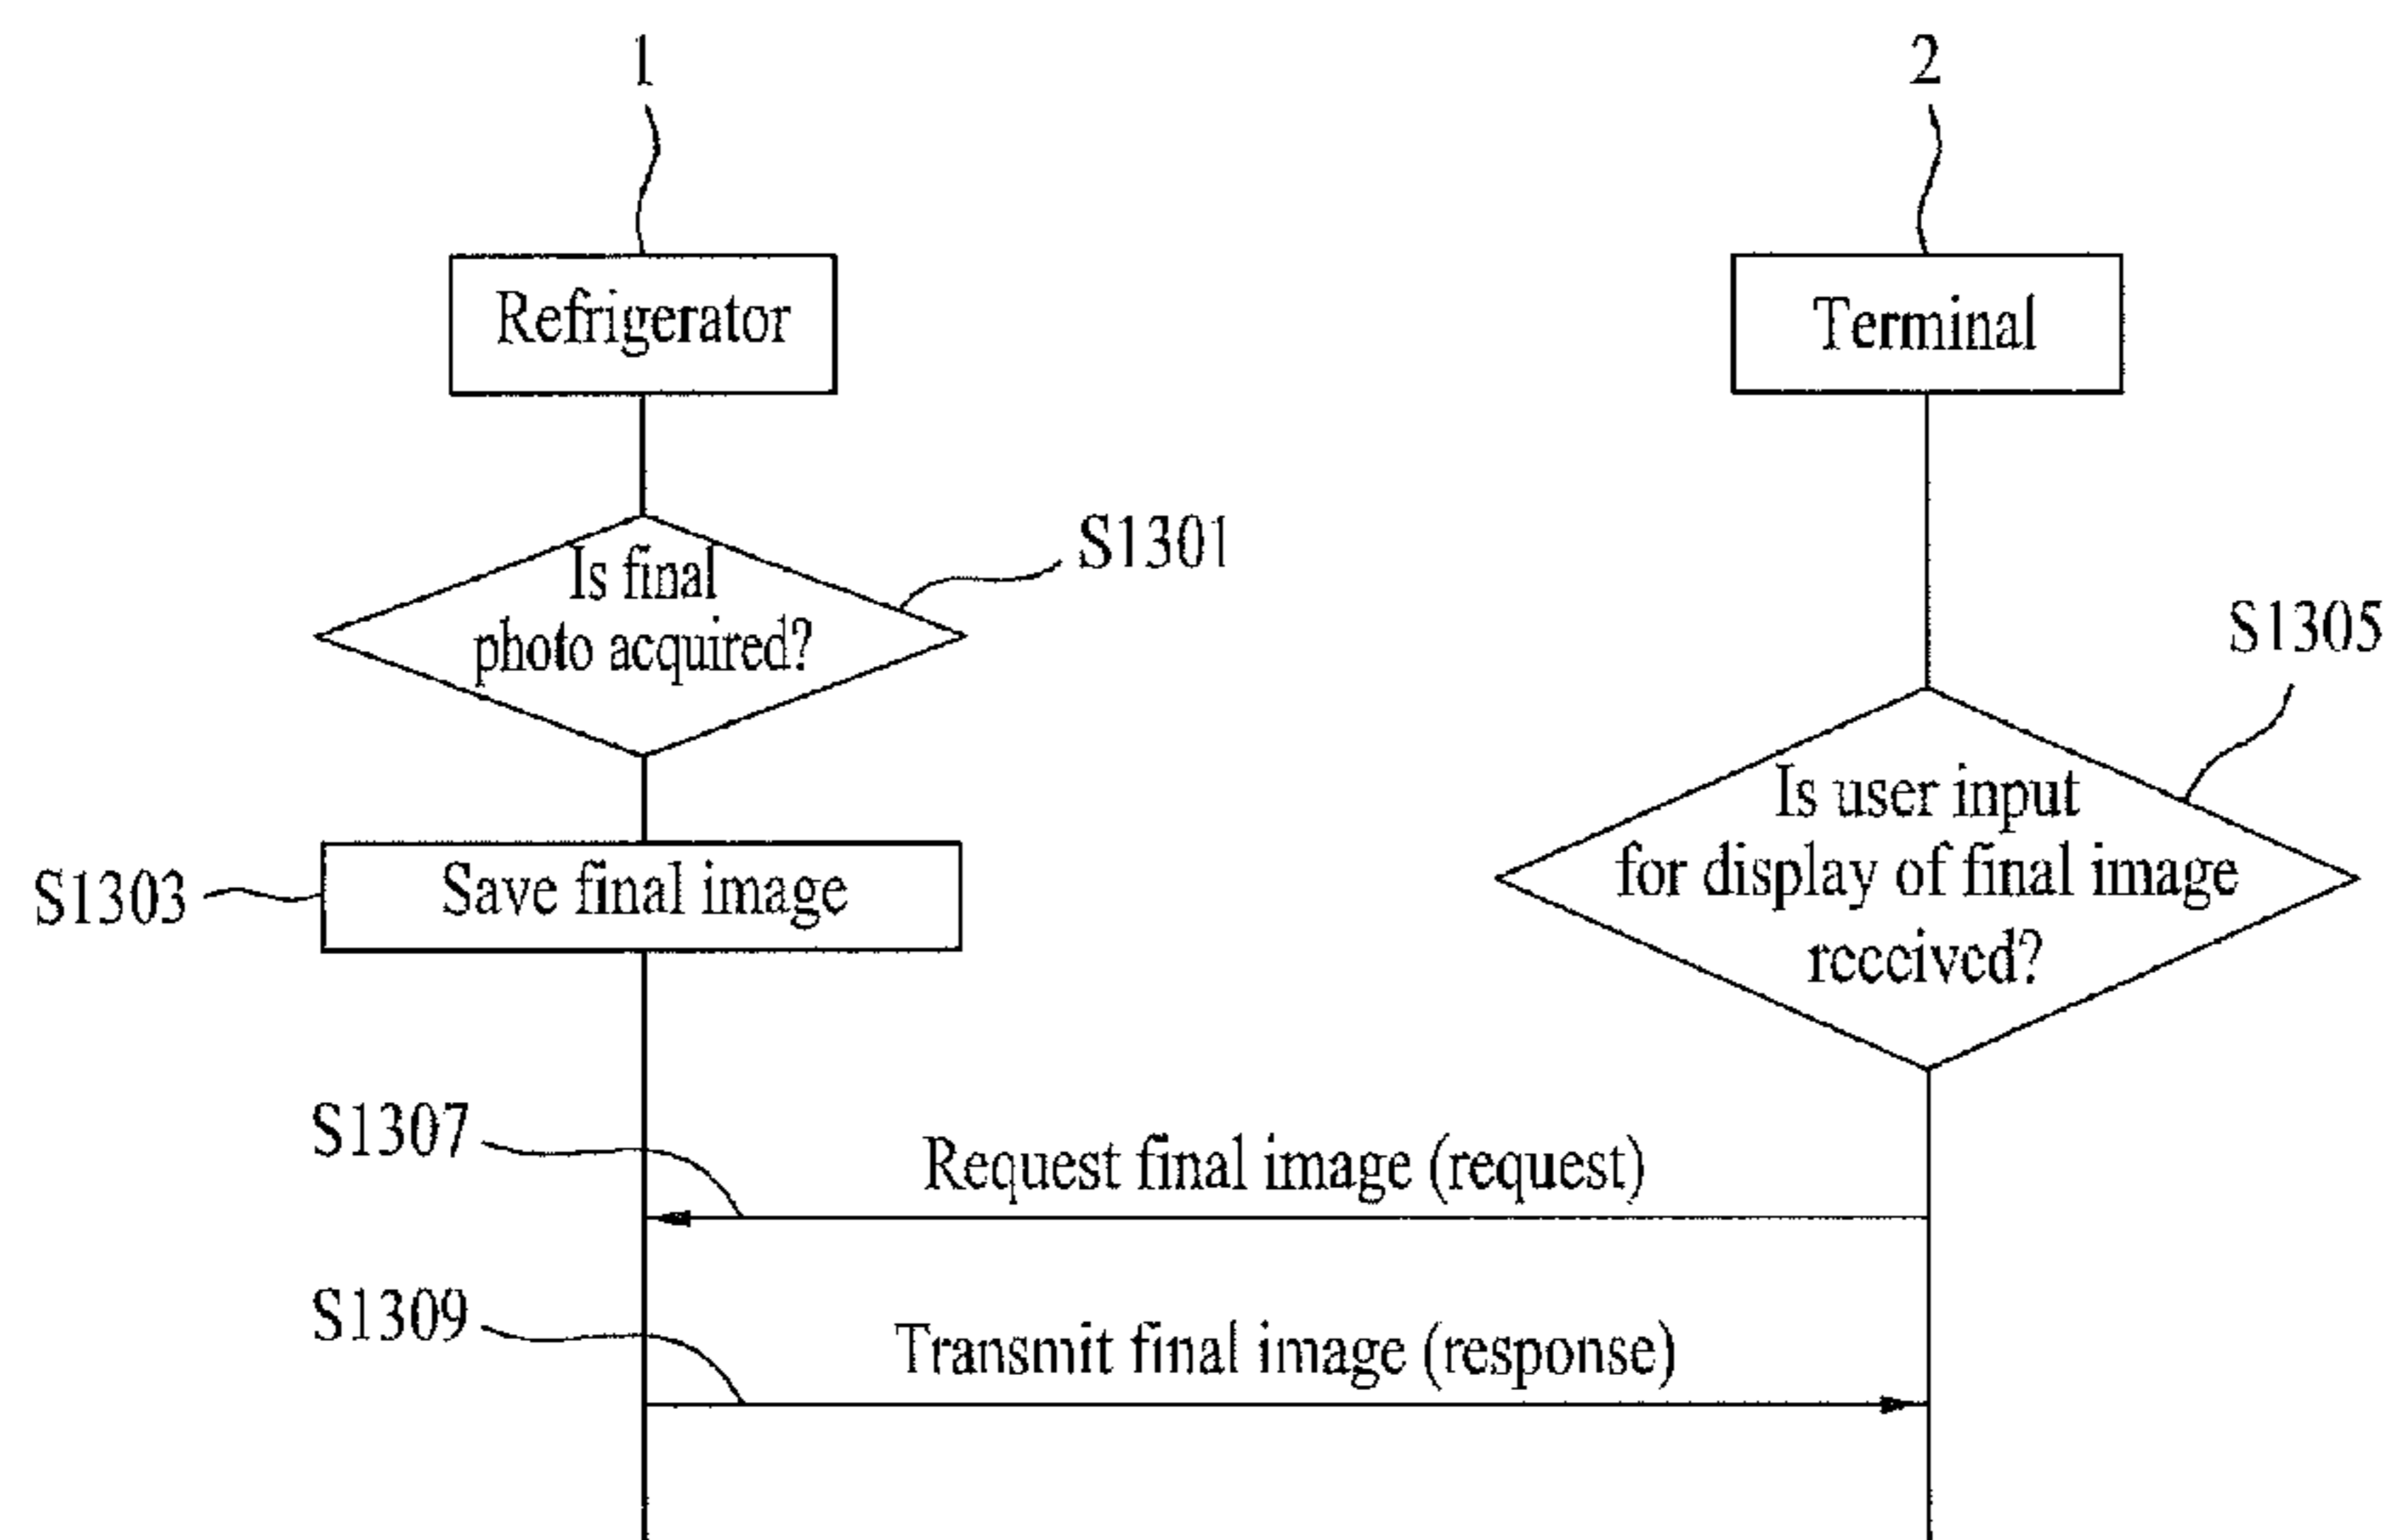 1
2
Refrigerator
Terminal
Is final
photo acquired?
S1301
S1305
Is user input
for display of final image
received?
S1303
Save final image
S1307
Request final image (request)
S1309
Transmit final image (response)